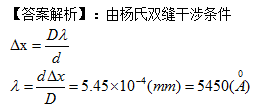 【答案解析】：由杨氏双缝干涉条件
Δx = Dλ/d
λ = dΔx/D = 5.45×10⁻⁴(mm) = 5450(Å)